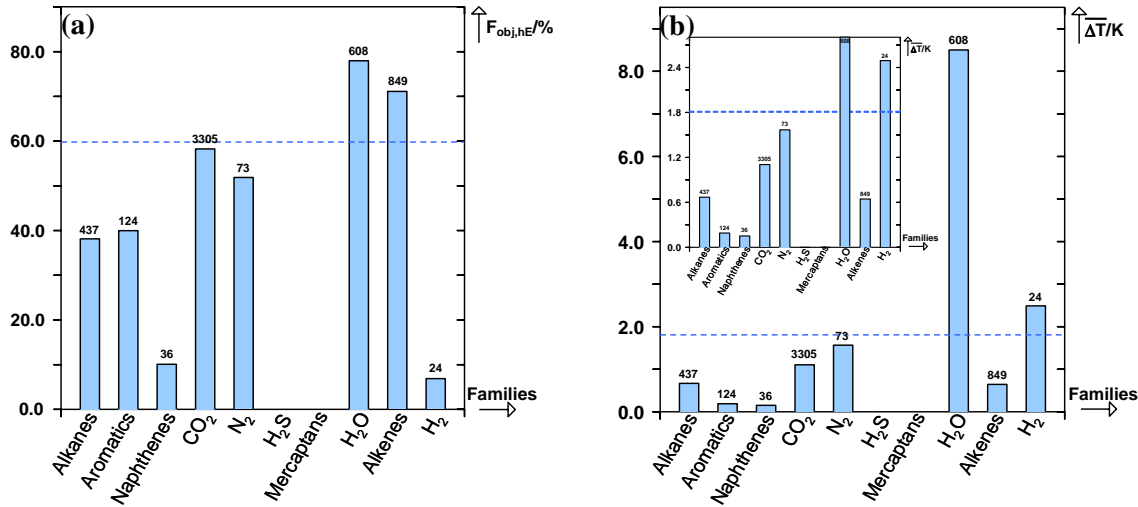 (a)
F_obj,hE/%
80.0
60.0
40.0
20.0
0.0
437
124
36
3305
73
608
849
24
Families
Alkanes
Aromatics
Naphthenes
CO₂
N₂
H₂S
Mercaptans
H₂O
Alkenes
H₂
(b)
ΔT/K
8.0
6.0
4.0
2.0
0.0
437
124
36
3305
73
608
849
24
Families
Alkanes
Aromatics
Naphthenes
CO₂
N₂
H₂S
Mercaptans
H₂O
Alkenes
H₂
ΔT/K
2.4
1.8
1.2
0.6
0.0
437
124
36
3305
73
608
849
24
Families
Alkanes
Aromatics
Naphthenes
CO₂
N₂
H₂S
Mercaptans
H₂O
Alkenes
H₂